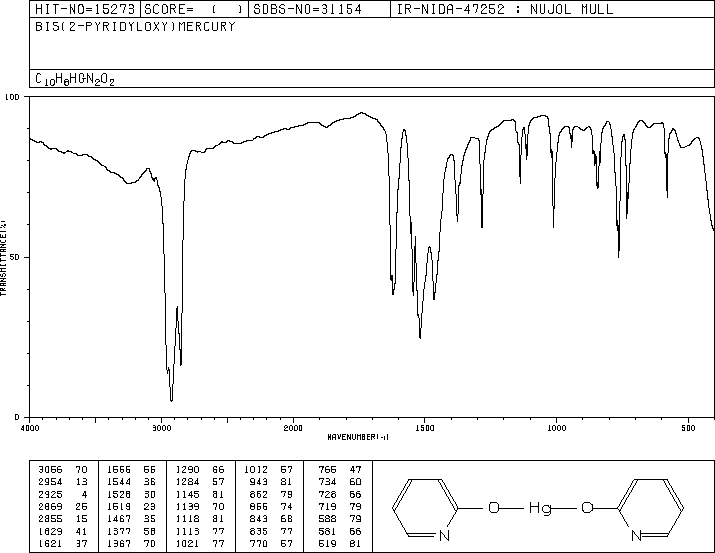 HIT-NO=15273 SCORE= ( ) SDBS-NO=31154 IR-NIDA-47252 : NUJOL MULL
BIS(2-PYRIDYLOXY)MERCURY
C10H8HGN2O2
100
50
0
TRANSMITTANCE(%)
4000 3000 2000 1500 1000 500
WAVENUMBER(-1)
3066 70 1566 56 1290 66 1012 57 766 47
2954 13 1544 36 1284 57 943 81 734 60
2925 4 1528 30 1145 81 862 79 728 66
2869 26 1519 23 1139 70 856 74 719 79
2855 15 1467 35 1118 81 843 68 588 79
1629 41 1377 58 1113 77 835 77 581 66
1621 37 1367 70 1021 77 770 57 519 81
O Hg O
N N